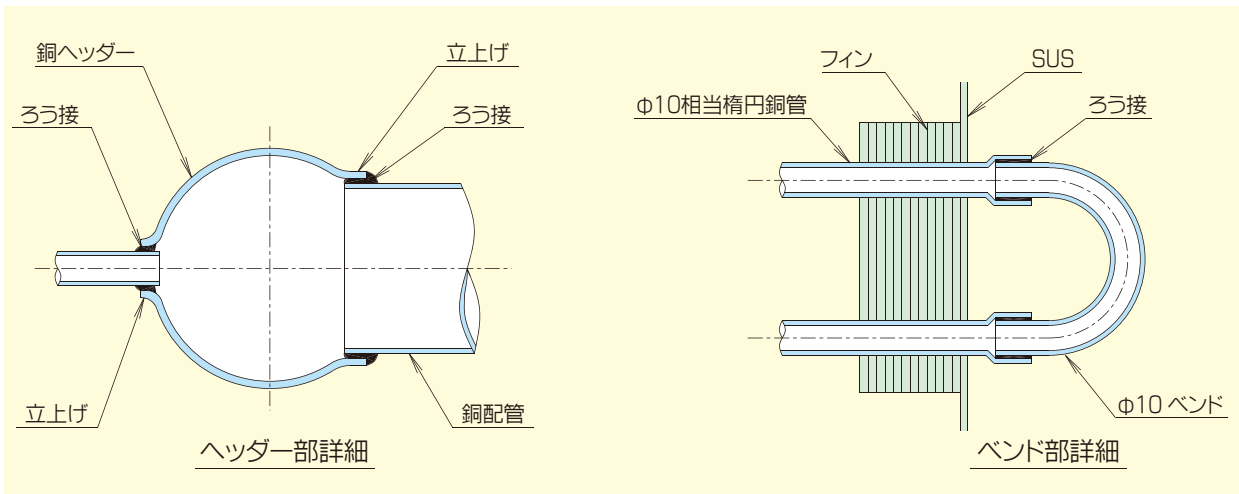 銅ヘッダー
立上げ
ろう接
ろう接
立上げ
銅配管
ヘッダー部詳細
フィン
SUS
φ10相当楕円銅管
ろう接
φ10 ベンド
ベンド部詳細